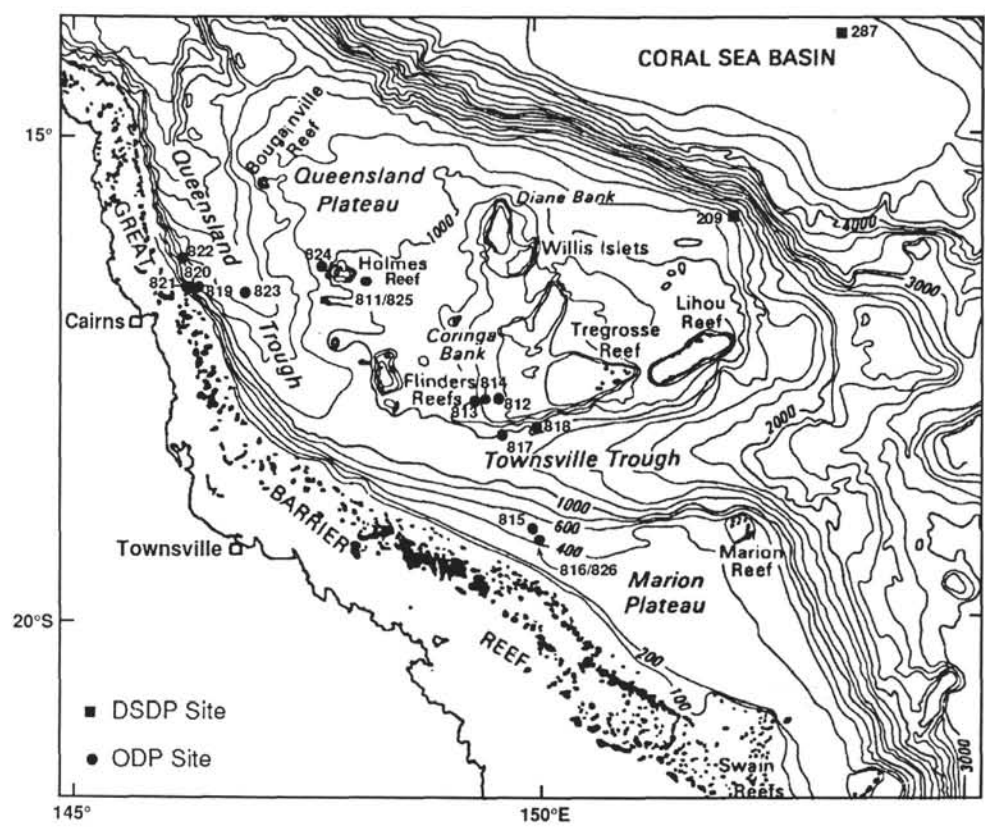 287
CORAL SEA BASIN
15°
Bougainville
Reef
Queensland
Trough
Queensland
Plateau
Diane Bank
1000
209
4000
GREAT
Willis Islets
822
824
Holmes
Reef
3000
820
821
819
823
811/825
Lihou
Reef
Cairns
Coringa
Bank
Tregrosse
Reef
Flinders
Reefs
814
813
812
2000
818
817
Townsville Trough
BARRIER
1000
815
600
Townsville
400
816/826
Marion
Reef
Marion
Plateau
20°S
REEF
200
100
DSDP Site
ODP Site
3000
Swain
Reefs
145°
150°E